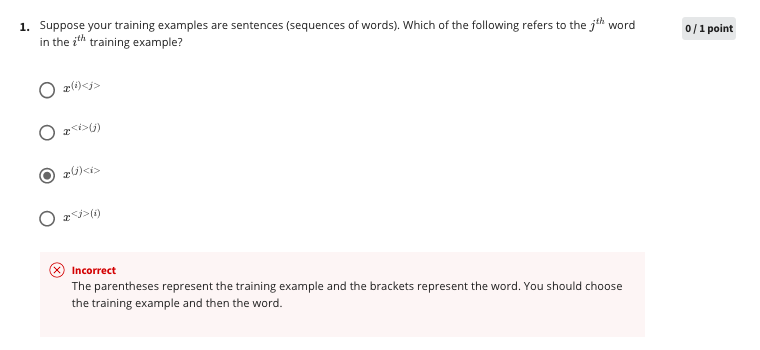 1. Suppose your training examples are sentences (sequences of words). Which of the following refers to the j^{th} word
in the i^{th} training example?
0 / 1 point
x^{(i)<j>}
x^{<i>(j)}
x^{(j)<i>}
x^{<j>(i)}
Incorrect
The parentheses represent the training example and the brackets represent the word. You should choose
the training example and then the word.